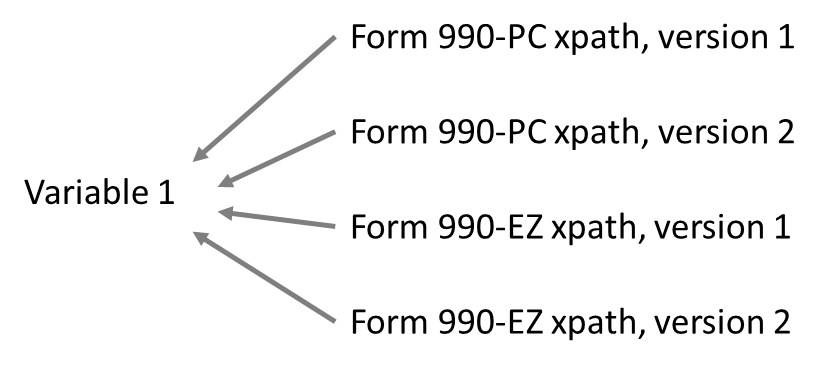 Form 990-PC xpath, version 1
Form 990-PC xpath, version 2
Variable 1
Form 990-EZ xpath, version 1
Form 990-EZ xpath, version 2